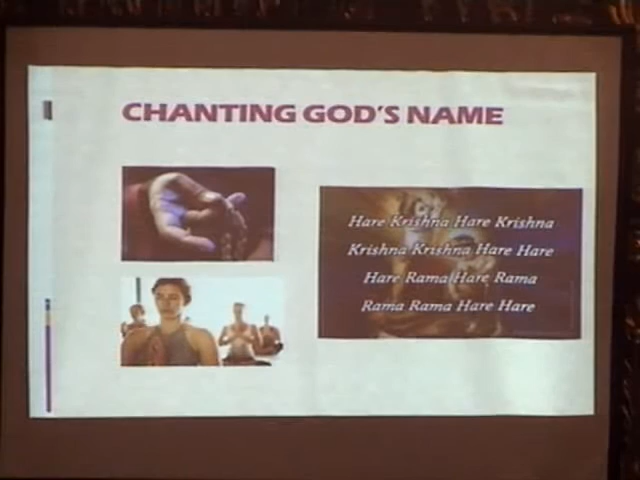 CHANTING GOD'S NAME
Hare Krishna Hare Krishna
Krishna Krishna Hare Hare
Hare Rama Hare Rama
Rama Rama Hare Hare